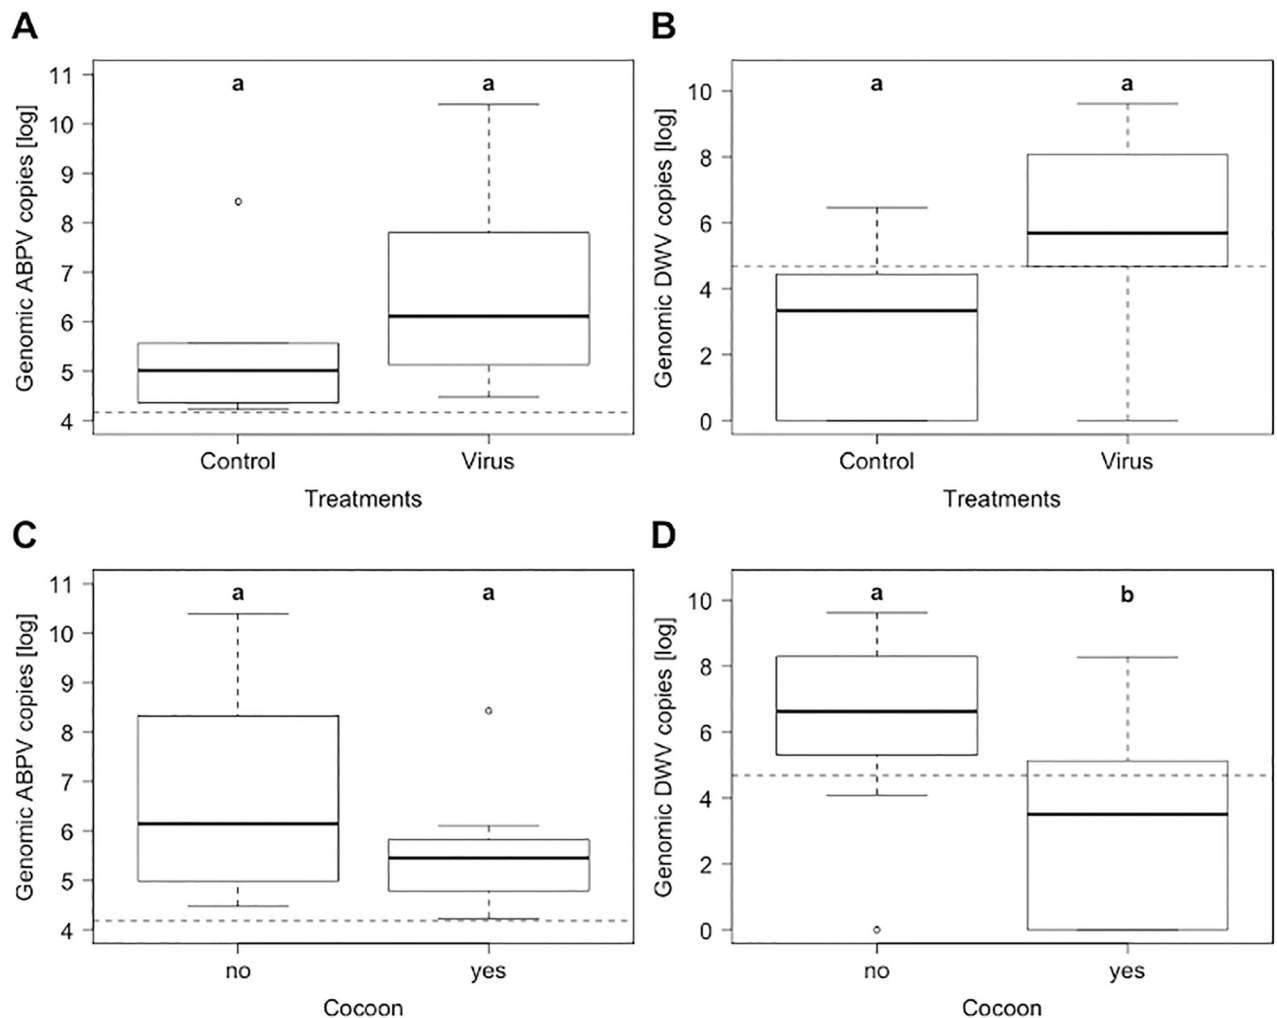 A
Genomic ABPV copies [log]
11
10
9
8
7
6
5
4
a
a
Control
Virus
Treatments
B
Genomic DWV copies [log]
10
8
6
4
2
0
a
a
Control
Virus
Treatments
C
Genomic ABPV copies [log]
11
10
9
8
7
6
5
4
a
a
no
yes
Cocoon
D
Genomic DWV copies [log]
10
8
6
4
2
0
a
b
no
yes
Cocoon